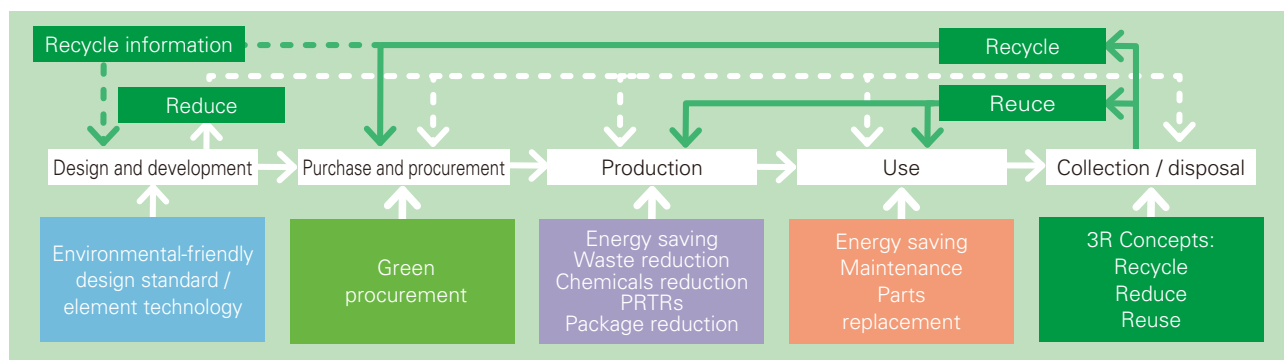 Recycle information
Recycle
Reduce
Reuce
Design and development
Purchase and procurement
Production
Use
Collection / disposal
Environmental-friendly
design standard /
element technology
Green
procurement
Energy saving
Waste reduction
Chemicals reduction
PRTRs
Package reduction
Energy saving
Maintenance
Parts
replacement
3R Concepts:
Recycle
Reduce
Reuse